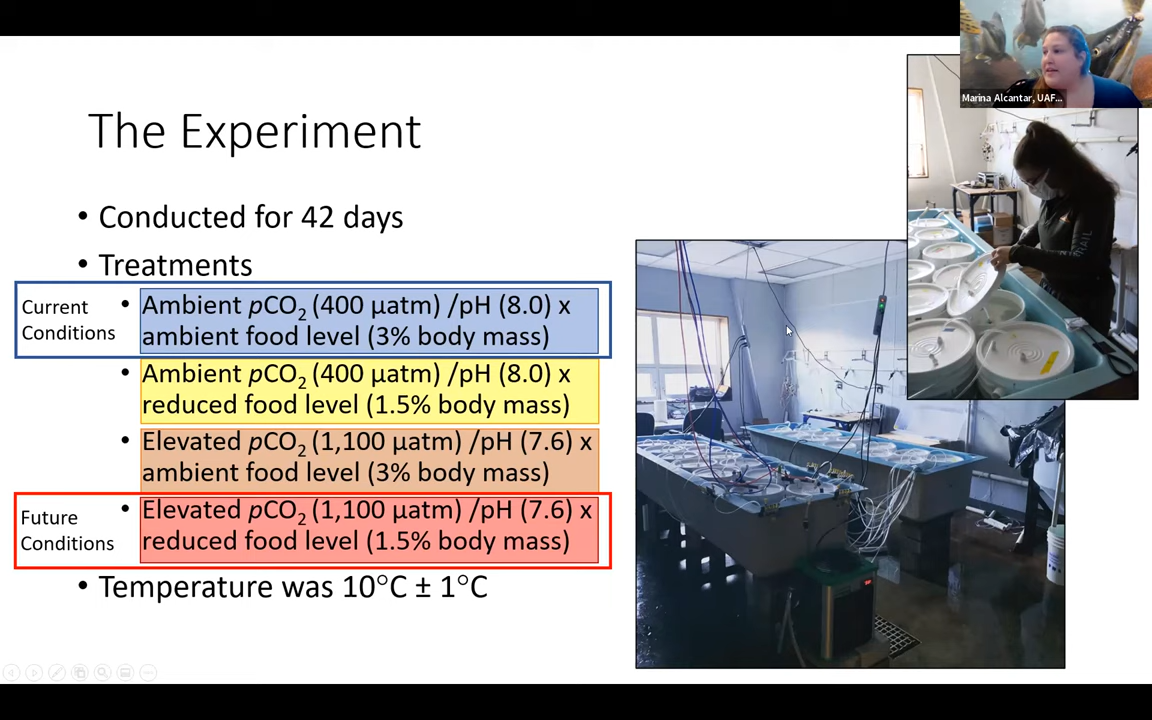 Marina Alcantar, UAF...
The Experiment
• Conducted for 42 days
• Treatments
Current
Conditions
• Ambient pCO₂ (400 µatm) /pH (8.0) x
ambient food level (3% body mass)
• Ambient pCO₂ (400 µatm) /pH (8.0) x
reduced food level (1.5% body mass)
• Elevated pCO₂ (1,100 µatm) /pH (7.6) x
ambient food level (3% body mass)
Future
Conditions
• Elevated pCO₂ (1,100 µatm) /pH (7.6) x
reduced food level (1.5% body mass)
• Temperature was 10°C ± 1°C